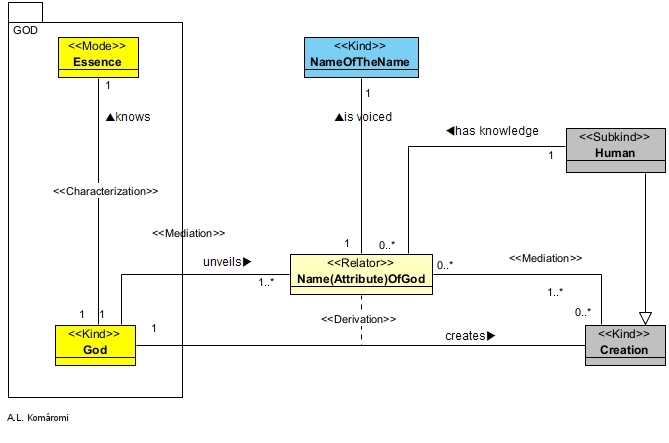 GOD
<<Mode>>
Essence
1
▲knows
<<Characterization>>
1
1
<<Kind>>
God
<<Kind>>
NameOfTheName
1
▲is voiced
1
◀has knowledge
1
0..*
<<Subkind>>
Human
<<Mediation>>
unveils▶
1..*
<<Relator>>
Name(Attribute)OfGod
0..*
<<Mediation>>
1..*
<<Derivation>>
1
creates▶
0..*
<<Kind>>
Creation
A.L. Komáromi